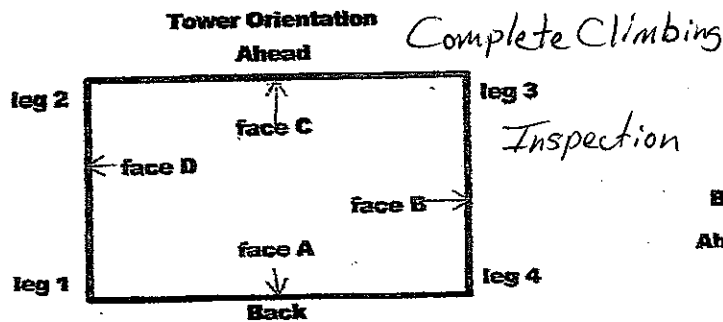 Tower Orientation
Complete Climbing
Ahead
leg 2
leg 3
face C
Inspection
face D
face B
face A
leg 1
leg 4
Back